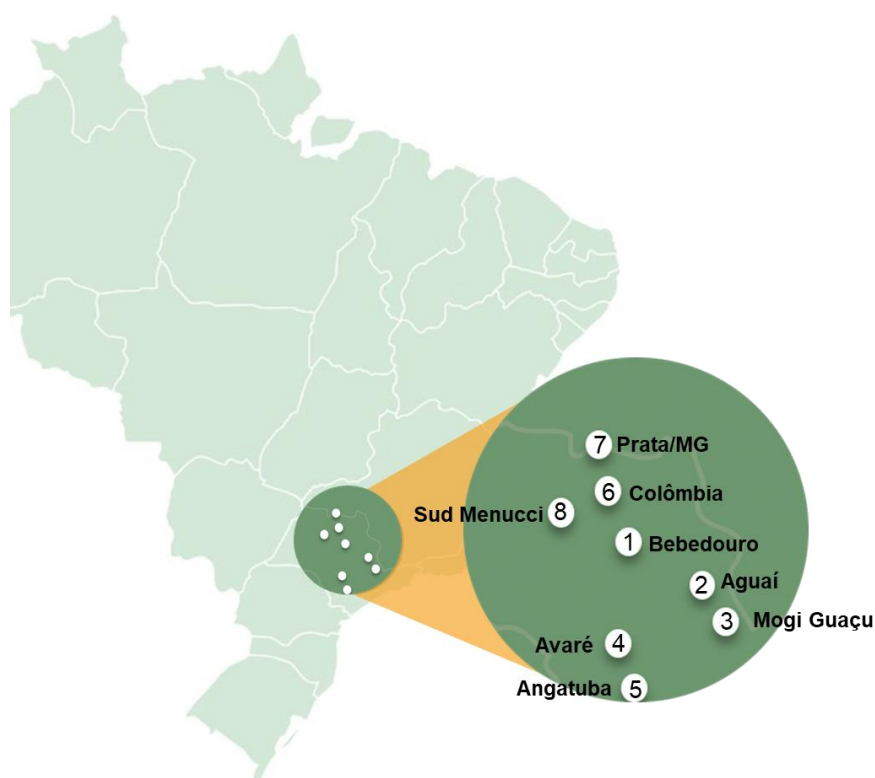 7 Prata/MG
6 Colômbia
Sud Menucci 8
1 Bebedouro
2 Aguaí
3 Mogi Guaçu
Avaré 4
Angatuba 5